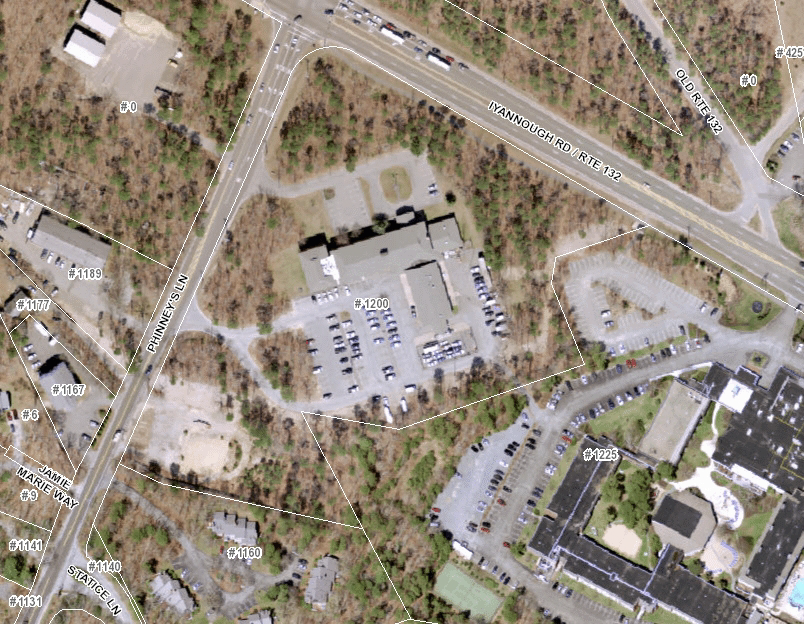 #425
#0
OLD RTE 132
#0
IYANNOUGH RD / RTE 132
#1189
#1177
#1200
PHINNEY'S LN
#1167
#6
#1225
JAMIE
MARIE WAY
#9
#1141
#1160
#1140
STATICE LN
#1131